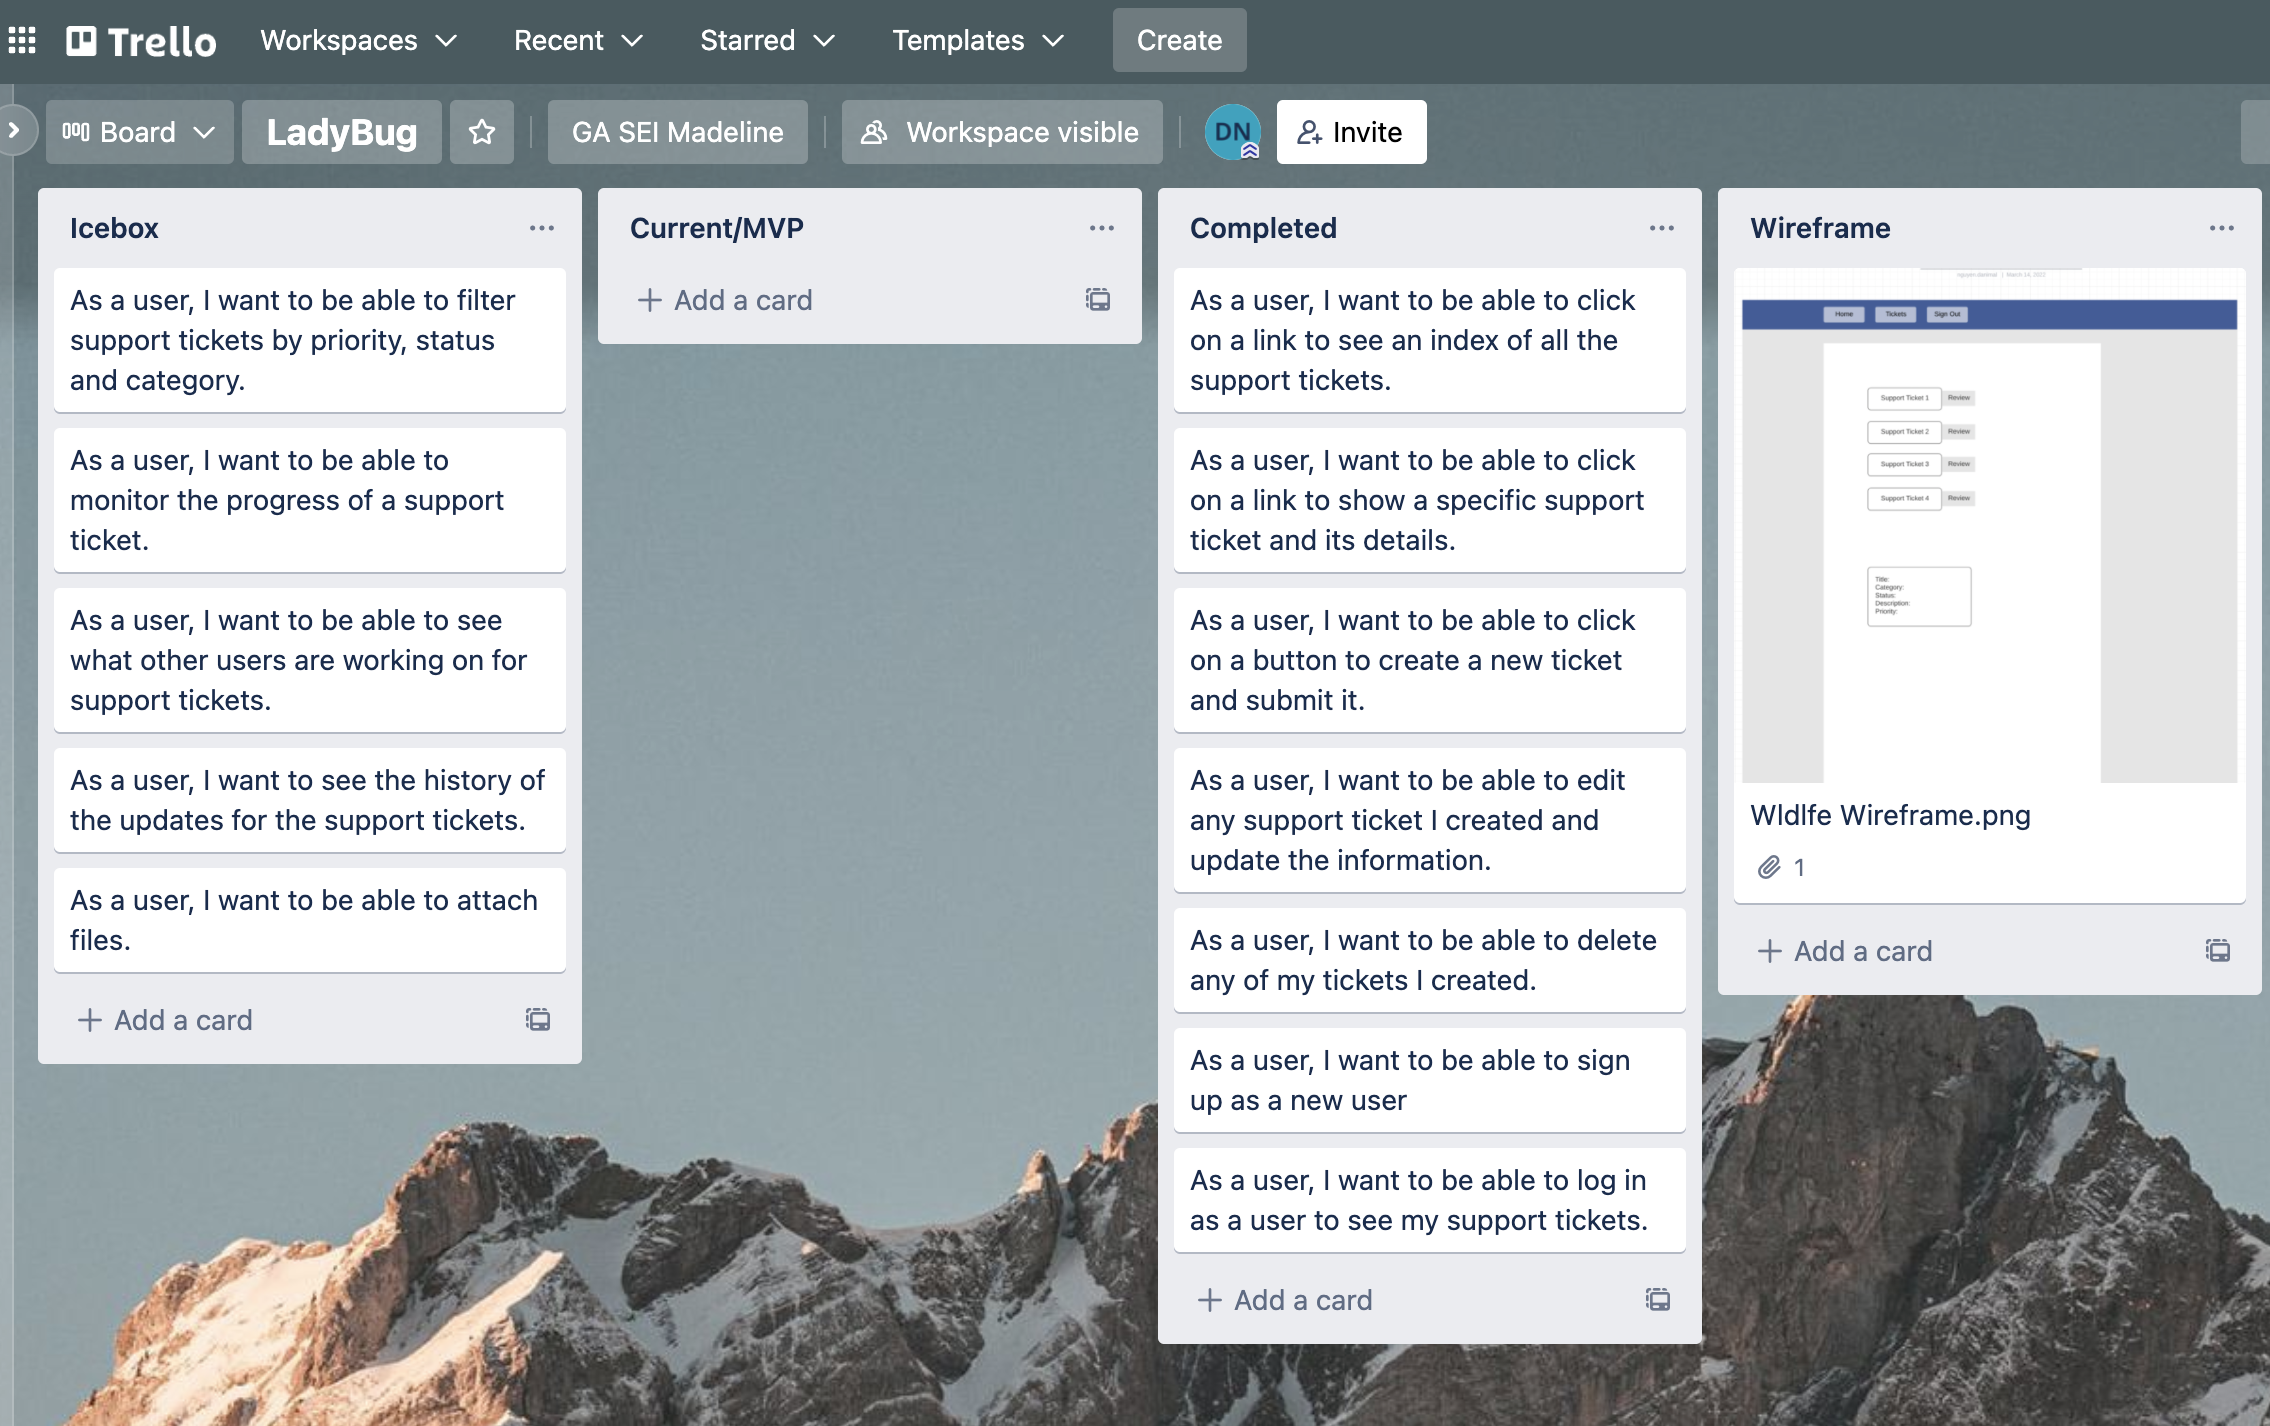 Trello
Workspaces
Recent
Starred
Templates
Create
Board
LadyBug
GA SEI Madeline
Workspace visible
DN
Invite
Icebox
As a user, I want to be able to filter
support tickets by priority, status
and category.
As a user, I want to be able to
monitor the progress of a support
ticket.
As a user, I want to be able to see
what other users are working on for
support tickets.
As a user, I want to see the history of
the updates for the support tickets.
As a user, I want to be able to attach
files.
Add a card
Current/MVP
Add a card
Completed
As a user, I want to be able to click
on a link to see an index of all the
support tickets.
As a user, I want to be able to click
on a link to show a specific support
ticket and its details.
As a user, I want to be able to click
on a button to create a new ticket
and submit it.
As a user, I want to be able to edit
any support ticket I created and
update the information.
As a user, I want to be able to delete
any of my tickets I created.
As a user, I want to be able to sign
up as a new user
As a user, I want to be able to log in
as a user to see my support tickets.
Add a card
Wireframe
| March 14, 2022
Home Tickets Sign Out
Support Ticket 1 Review
Support Ticket 2 Review
Support Ticket 3 Review
Support Ticket 4 Review
Title:
Category:
Status:
Description:
Priority:
Wldlfe Wireframe.png
1
Add a card